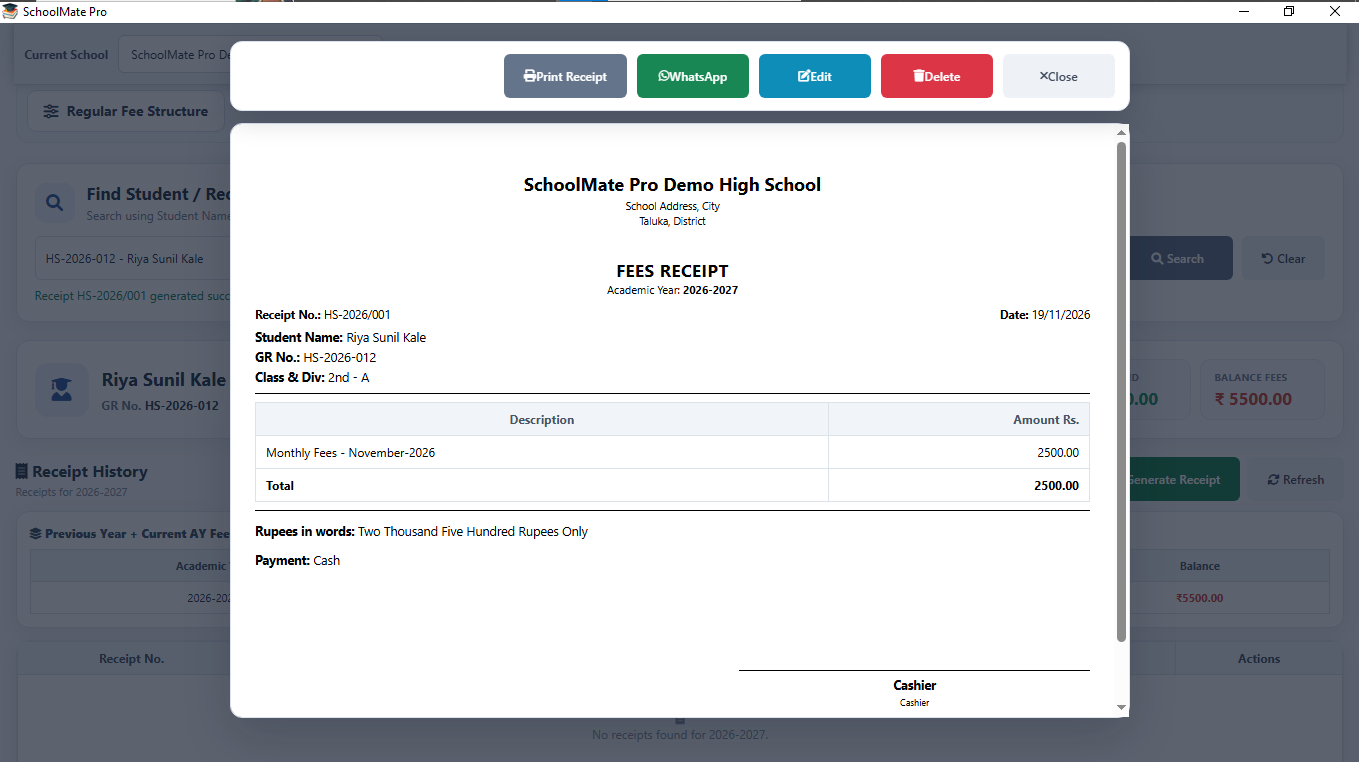 SchoolMate Pro
Current School
SchoolMate Pro De
Print Receipt
WhatsApp
Edit
Delete
Close
Regular Fee Structure
Find Student / Rec
Search using Student Name
HS-2026-012 - Riya Sunil Kale
Search
Clear
Receipt HS-2026/001 generated succ
SchoolMate Pro Demo High School
School Address, City
Taluka, District
FEES RECEIPT
Academic Year: 2026-2027
Receipt No.: HS-2026/001
Date: 19/11/2026
Student Name: Riya Sunil Kale
GR No.: HS-2026-012
Class & Div: 2nd - A
Description Amount Rs.
Monthly Fees - November-2026 2500.00
Total 2500.00
Rupees in words: Two Thousand Five Hundred Rupees Only
Payment: Cash
Cashier
Cashier
Riya Sunil Kale
GR No. HS-2026-012
BALANCE FEES
₹ 5500.00
Receipt History
Receipts for 2026-2027
Generate Receipt
Refresh
Previous Year + Current AY Fee
Academic
Balance
2026-202
₹5500.00
Receipt No.
Actions
No receipts found for 2026-2027.